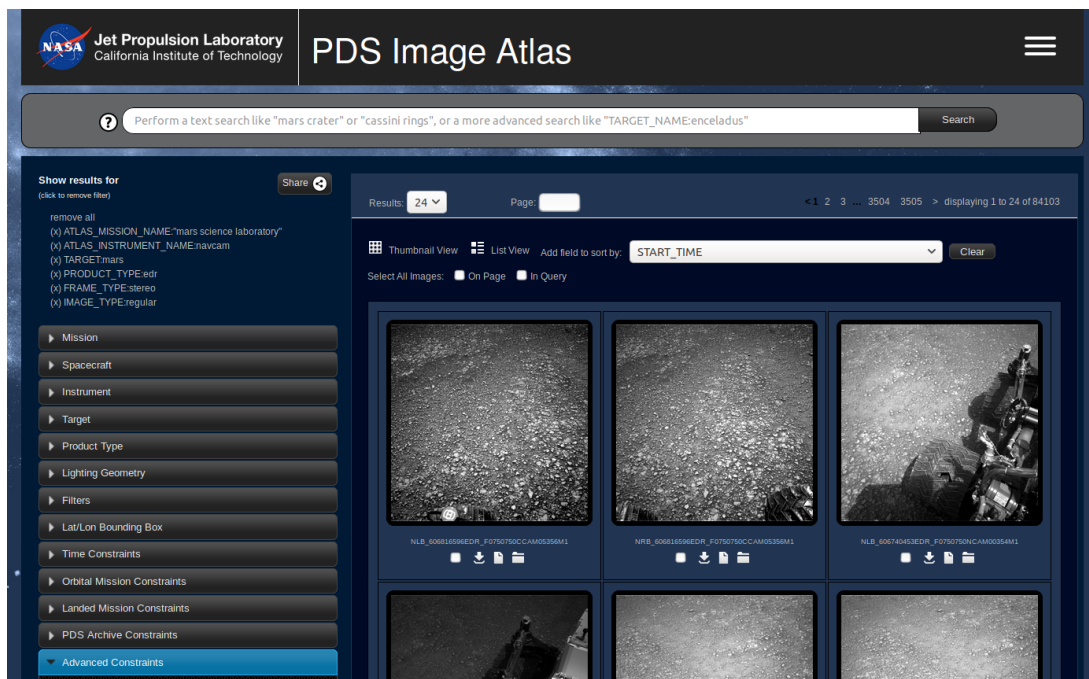 NASA
Jet Propulsion Laboratory
California Institute of Technology
PDS Image Atlas
?
Perform a text search like "mars crater" or "cassini rings", or a more advanced search like "TARGET_NAME:enceladus"
Search
Show results for
(click to remove filter)
Share
remove all
(x) ATLAS_MISSION_NAME:"mars science laboratory"
(x) ATLAS_INSTRUMENT_NAME:navcam
(x) TARGET:mars
(x) PRODUCT_TYPE:edr
(x) FRAME_TYPE:stereo
(x) IMAGE_TYPE:regular
Mission
Spacecraft
Instrument
Target
Product Type
Lighting Geometry
Filters
Lat/Lon Bounding Box
Time Constraints
Orbital Mission Constraints
Landed Mission Constraints
PDS Archive Constraints
Advanced Constraints
Results: 24 Page: < 1 2 3 ... 3504 3505 > displaying 1 to 24 of 84103
Thumbnail View List View Add field to sort by: START_TIME Clear
Select All Images: On Page In Query
NLB_606816596EDR_F0750750CCAM05356M1
NRB_606816596EDR_F0750750CCAM05356M1
NLB_606740453EDR_F0750750NCAM00354M1